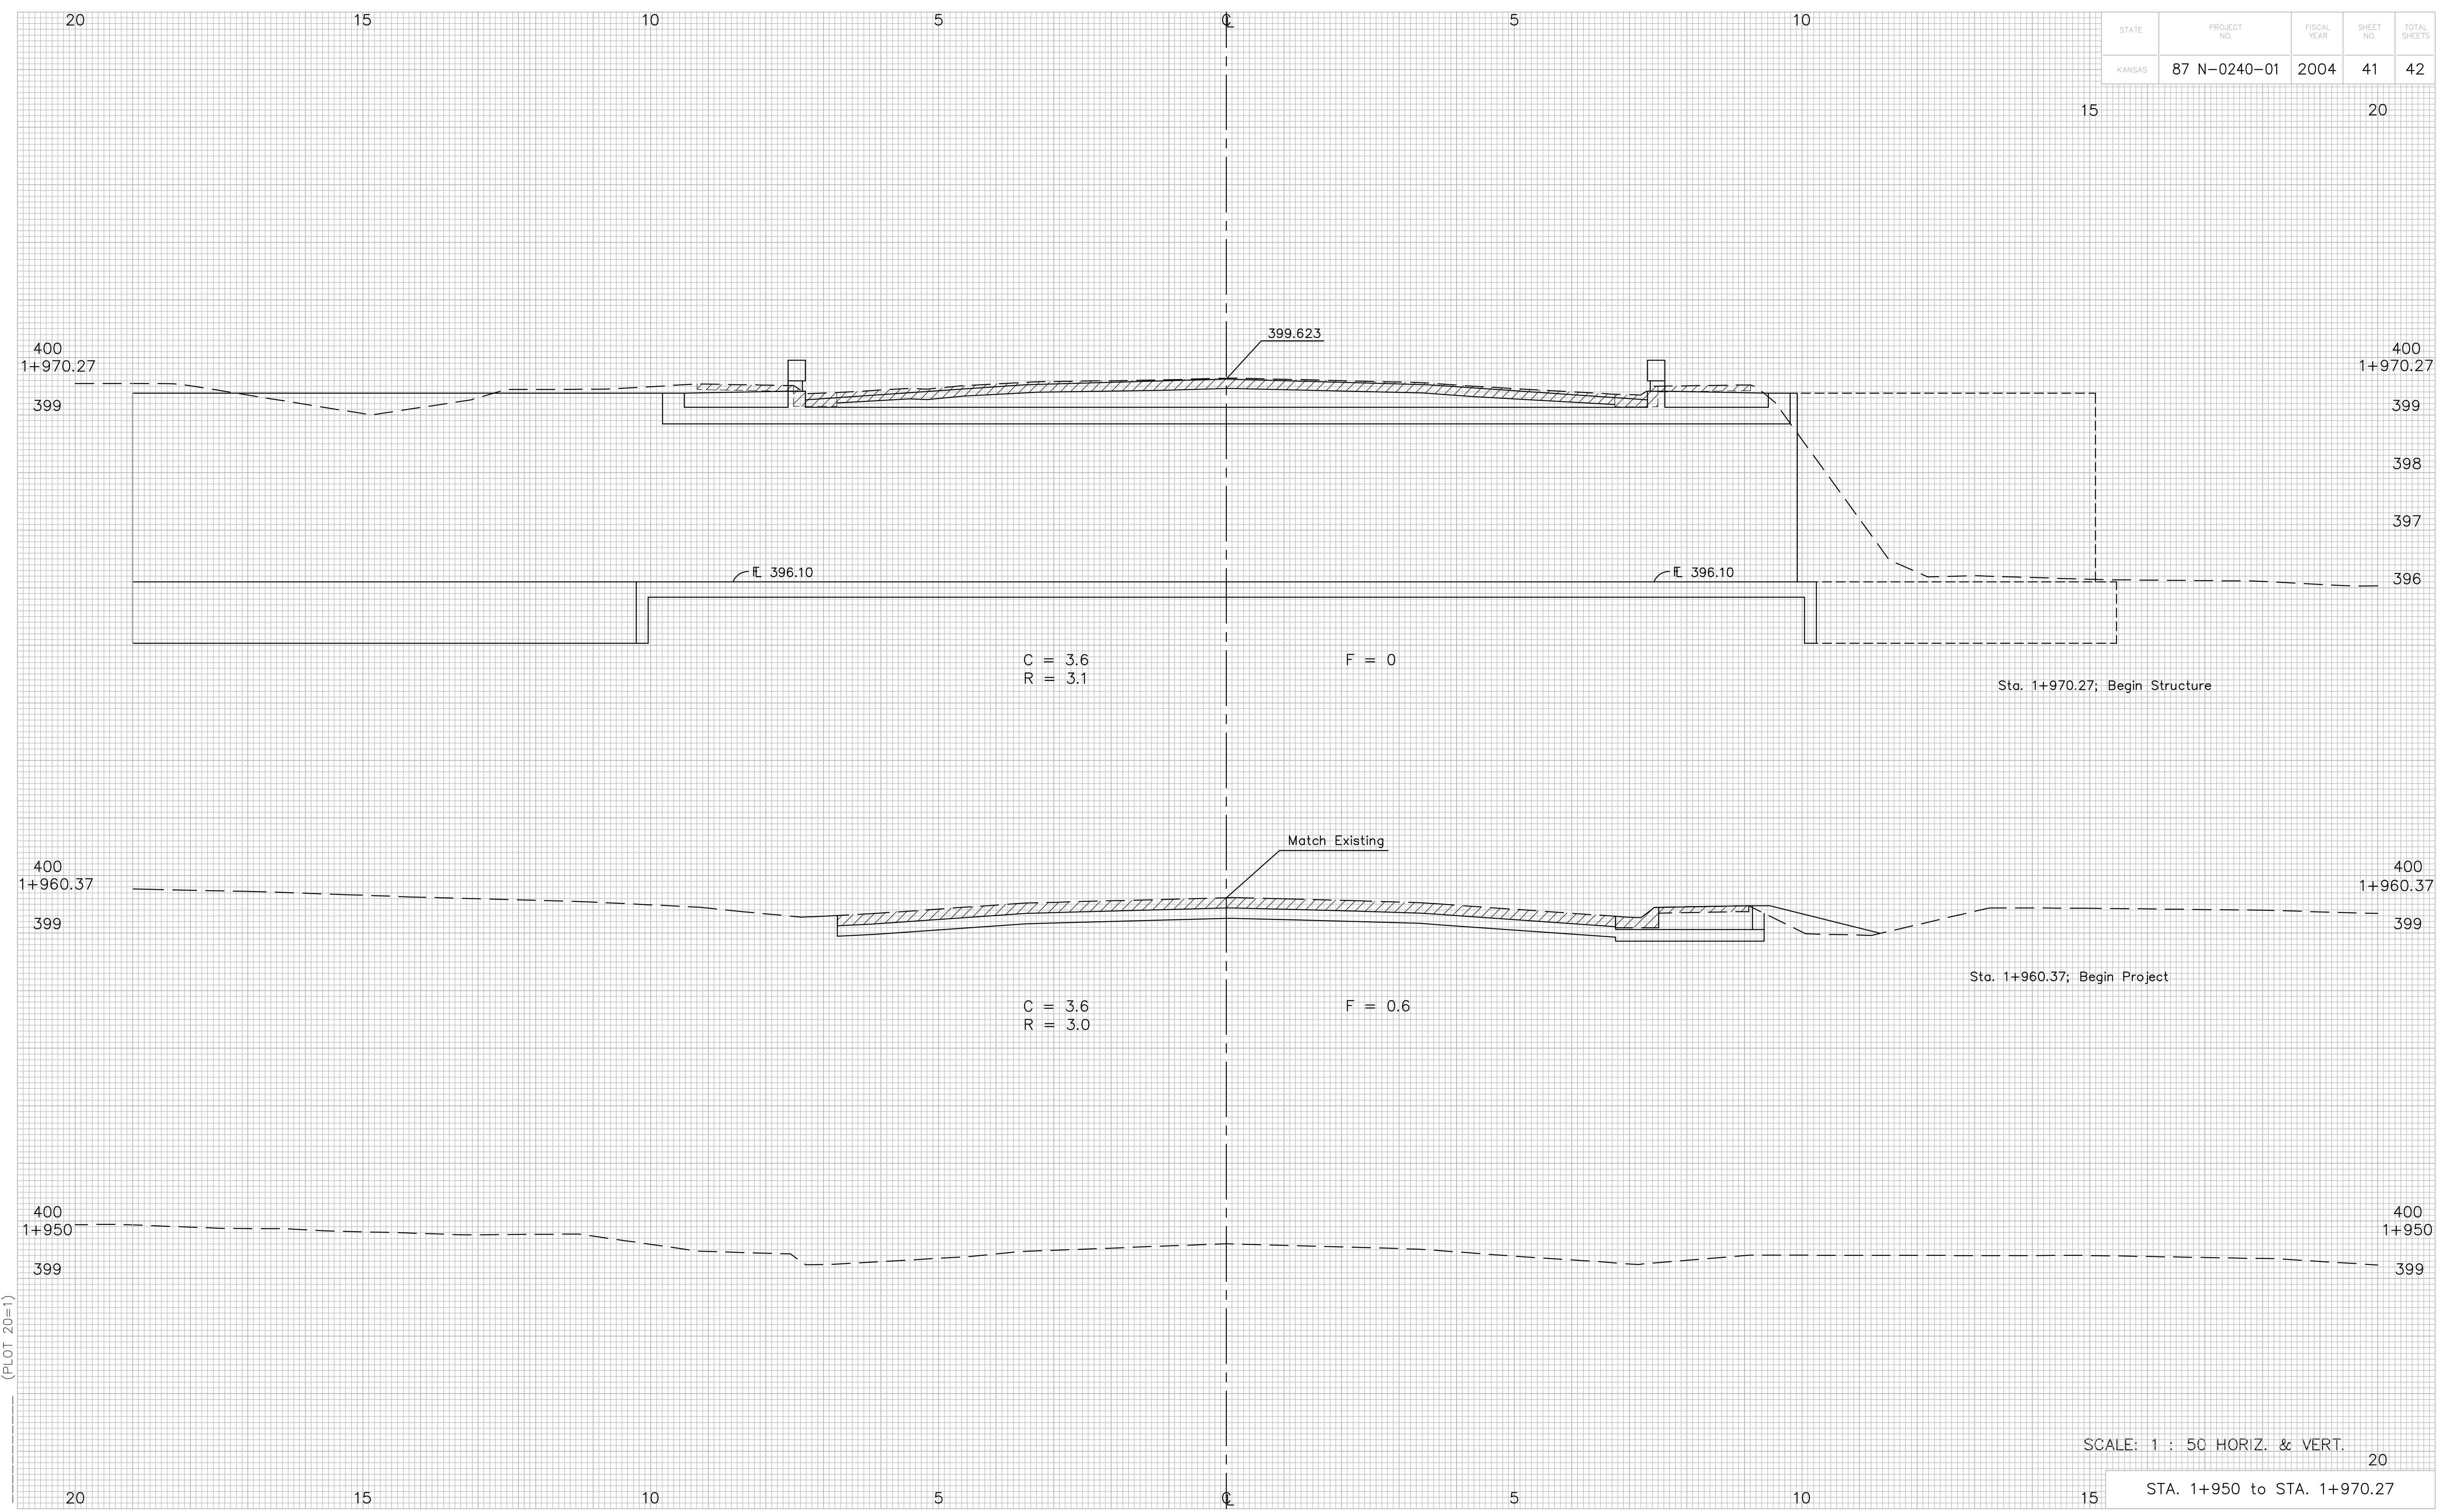 20 15 10 5 ℄ 5 10
STATE PROJECT NO. FISCAL YEAR SHEET NO. TOTAL SHEETS
KANSAS 87 N-0240-01 2004 41 42
15 20
399.623
400 400
1+970.27 1+970.27
399 399
398
397
FL 396.10 FL 396.10
396
C = 3.6 F = 0
R = 3.1
Sta. 1+970.27; Begin Structure
Match Existing
400 400
1+960.37 1+960.37
399 399
Sta. 1+960.37; Begin Project
C = 3.6 F = 0.6
R = 3.0
400 400
1+950 1+950
399 399
(PLOT 20=1)
SCALE: 1 : 50 HORIZ. & VERT.
20
STA. 1+950 to STA. 1+970.27
20 15 10 5 ℄ 5 10 15